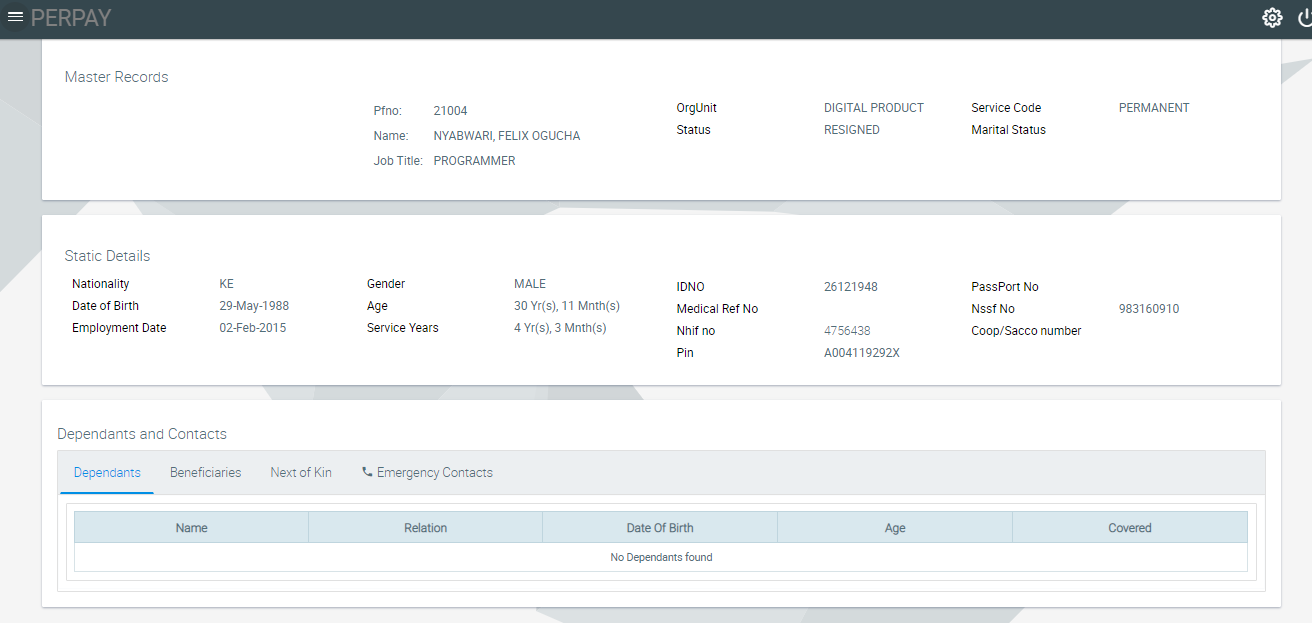 PERPAY
Master Records
Pfno: 21004
Name: NYABWARI, FELIX OGUCHA
Job Title: PROGRAMMER
OrgUnit DIGITAL PRODUCT
Status RESIGNED
Service Code PERMANENT
Marital Status
Static Details
Nationality KE
Date of Birth 29-May-1988
Employment Date 02-Feb-2015
Gender MALE
Age 30 Yr(s), 11 Mnth(s)
Service Years 4 Yr(s), 3 Mnth(s)
IDNO 26121948
Medical Ref No
Nhif no 4756438
Pin A004119292X
PassPort No
Nssf No 983160910
Coop/Sacco number
Dependants and Contacts
Dependants Beneficiaries Next of Kin Emergency Contacts
Name Relation Date Of Birth Age Covered
No Dependants found